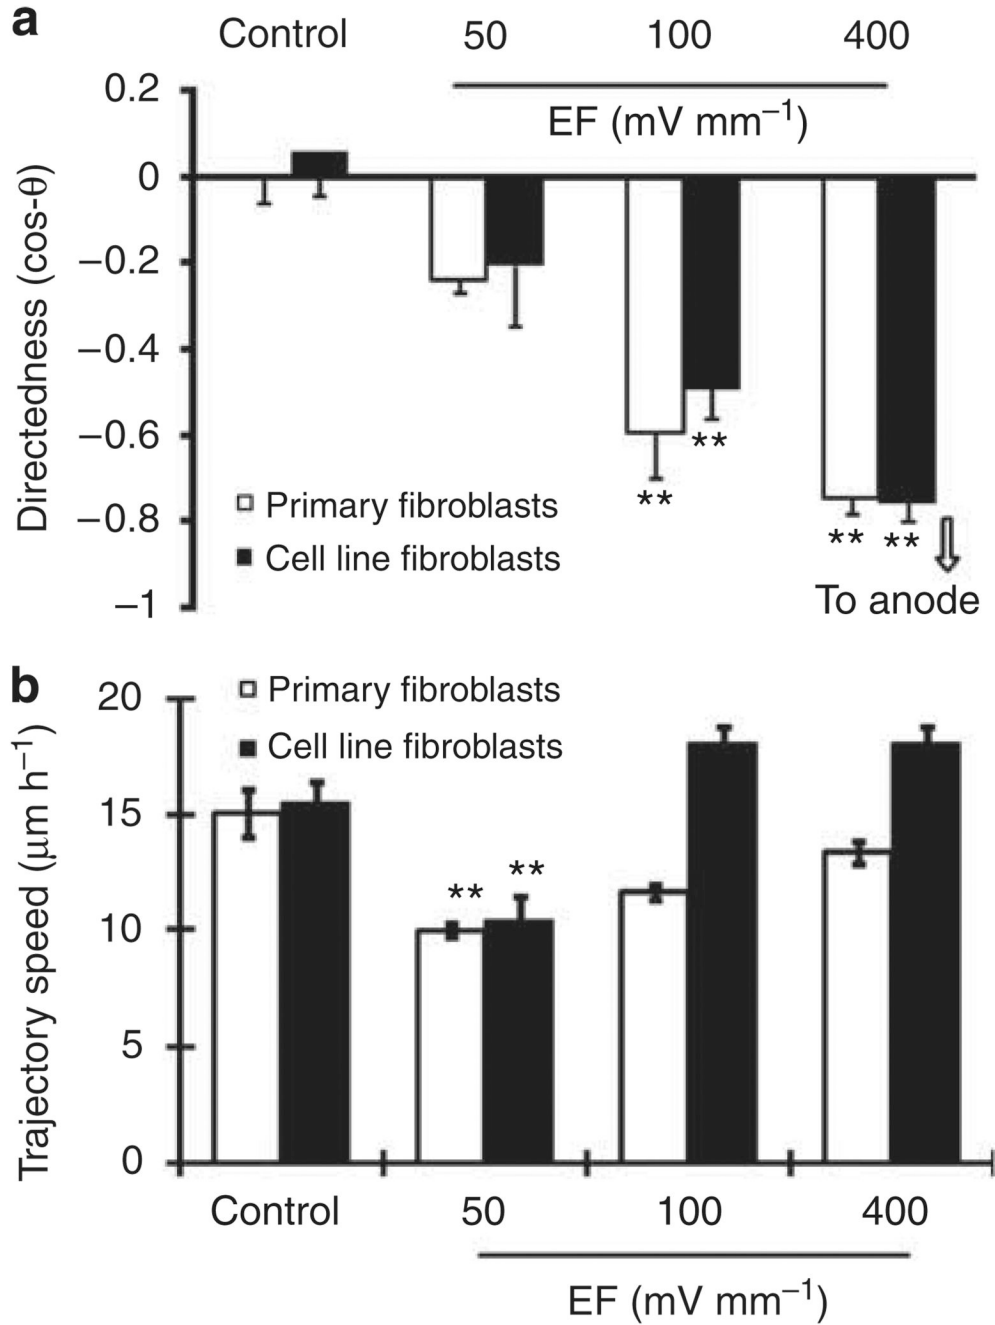 a
Control 50 100 400
EF (mV mm⁻¹)
0.2
0
−0.2
−0.4
−0.6
−0.8
−1
Directedness (cos-θ)
** **
** **
Primary fibroblasts
Cell line fibroblasts
To anode
b
Primary fibroblasts
Cell line fibroblasts
20
15
10
5
0
Trajectory speed (μm h⁻¹)
** **
Control 50 100 400
EF (mV mm⁻¹)